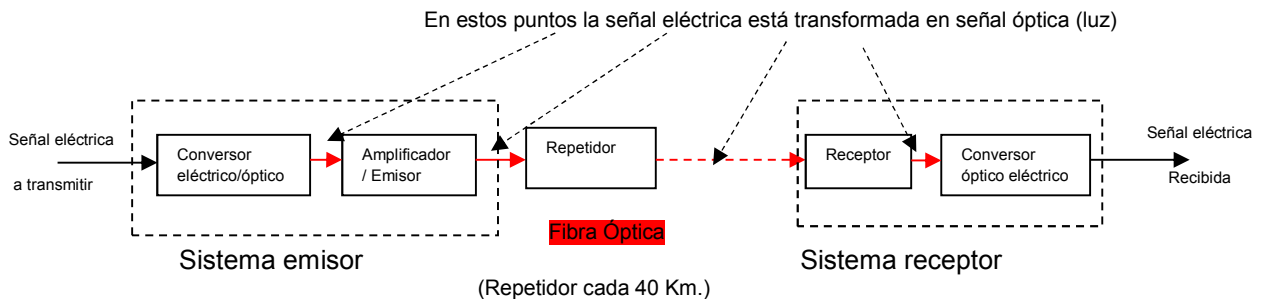 En estos puntos la señal eléctrica está transformada en señal óptica (luz)
Señal eléctrica
a transmitir
Conversor
eléctrico/óptico
Amplificador
/ Emisor
Repetidor
Receptor
Conversor
óptico eléctrico
Señal eléctrica
Recibida
Fibra Óptica
Sistema emisor
Sistema receptor
(Repetidor cada 40 Km.)